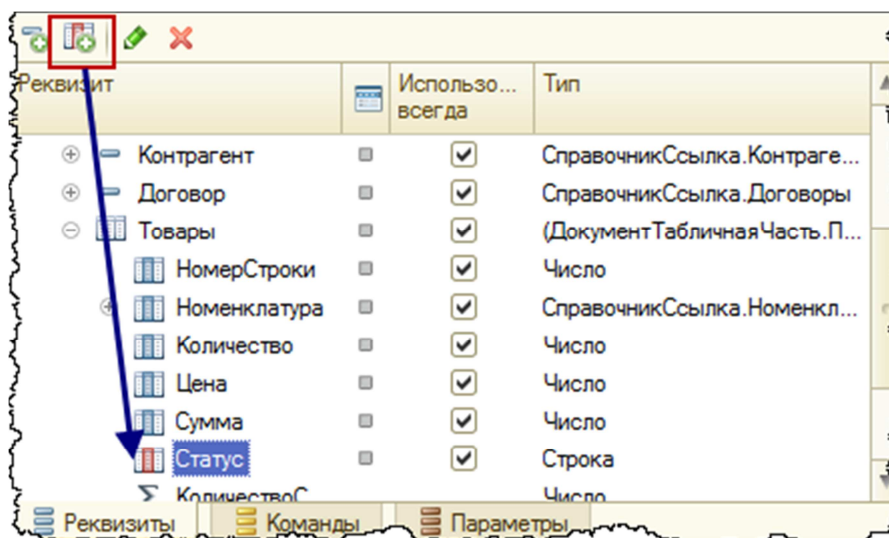 Реквизит Использо... всегда Тип
Контрагент СправочникСсылка.Контраге...
Договор СправочникСсылка.Договоры
Товары (ДокументТабличнаяЧасть.П...
НомерСтроки Число
Номенклатура СправочникСсылка.Номенкл...
Количество Число
Цена Число
Сумма Число
Статус Строка
КоличествоС Число
Реквизиты Команды Параметры